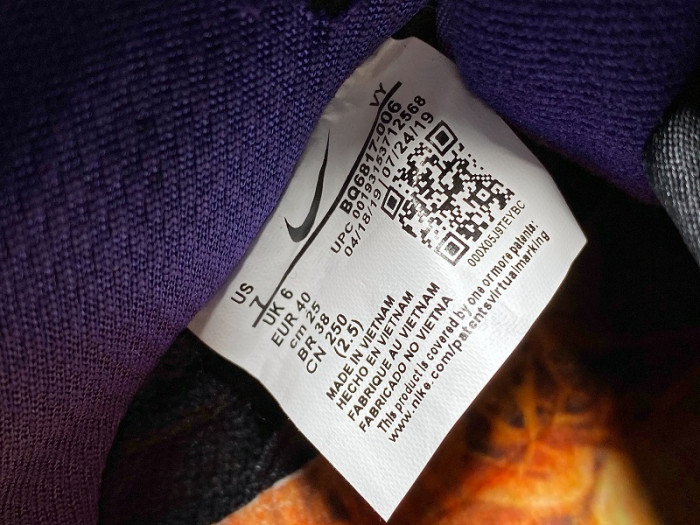 VY
BQ6817-006
UPC 00193153712568
04/18/19 07/24/19
000X05J9TEYBC
US
7
UK 6
EUR 40
cm 25
BR 38
CN 250
(2.5)
MADE IN VIETNAM
HECHO EN VIETNAM
FABRIQUE AU VIETNAM
FABRICADO NO VIETNA
This product is covered by one or more patents:
www.nike.com/patentsvirtualmarking